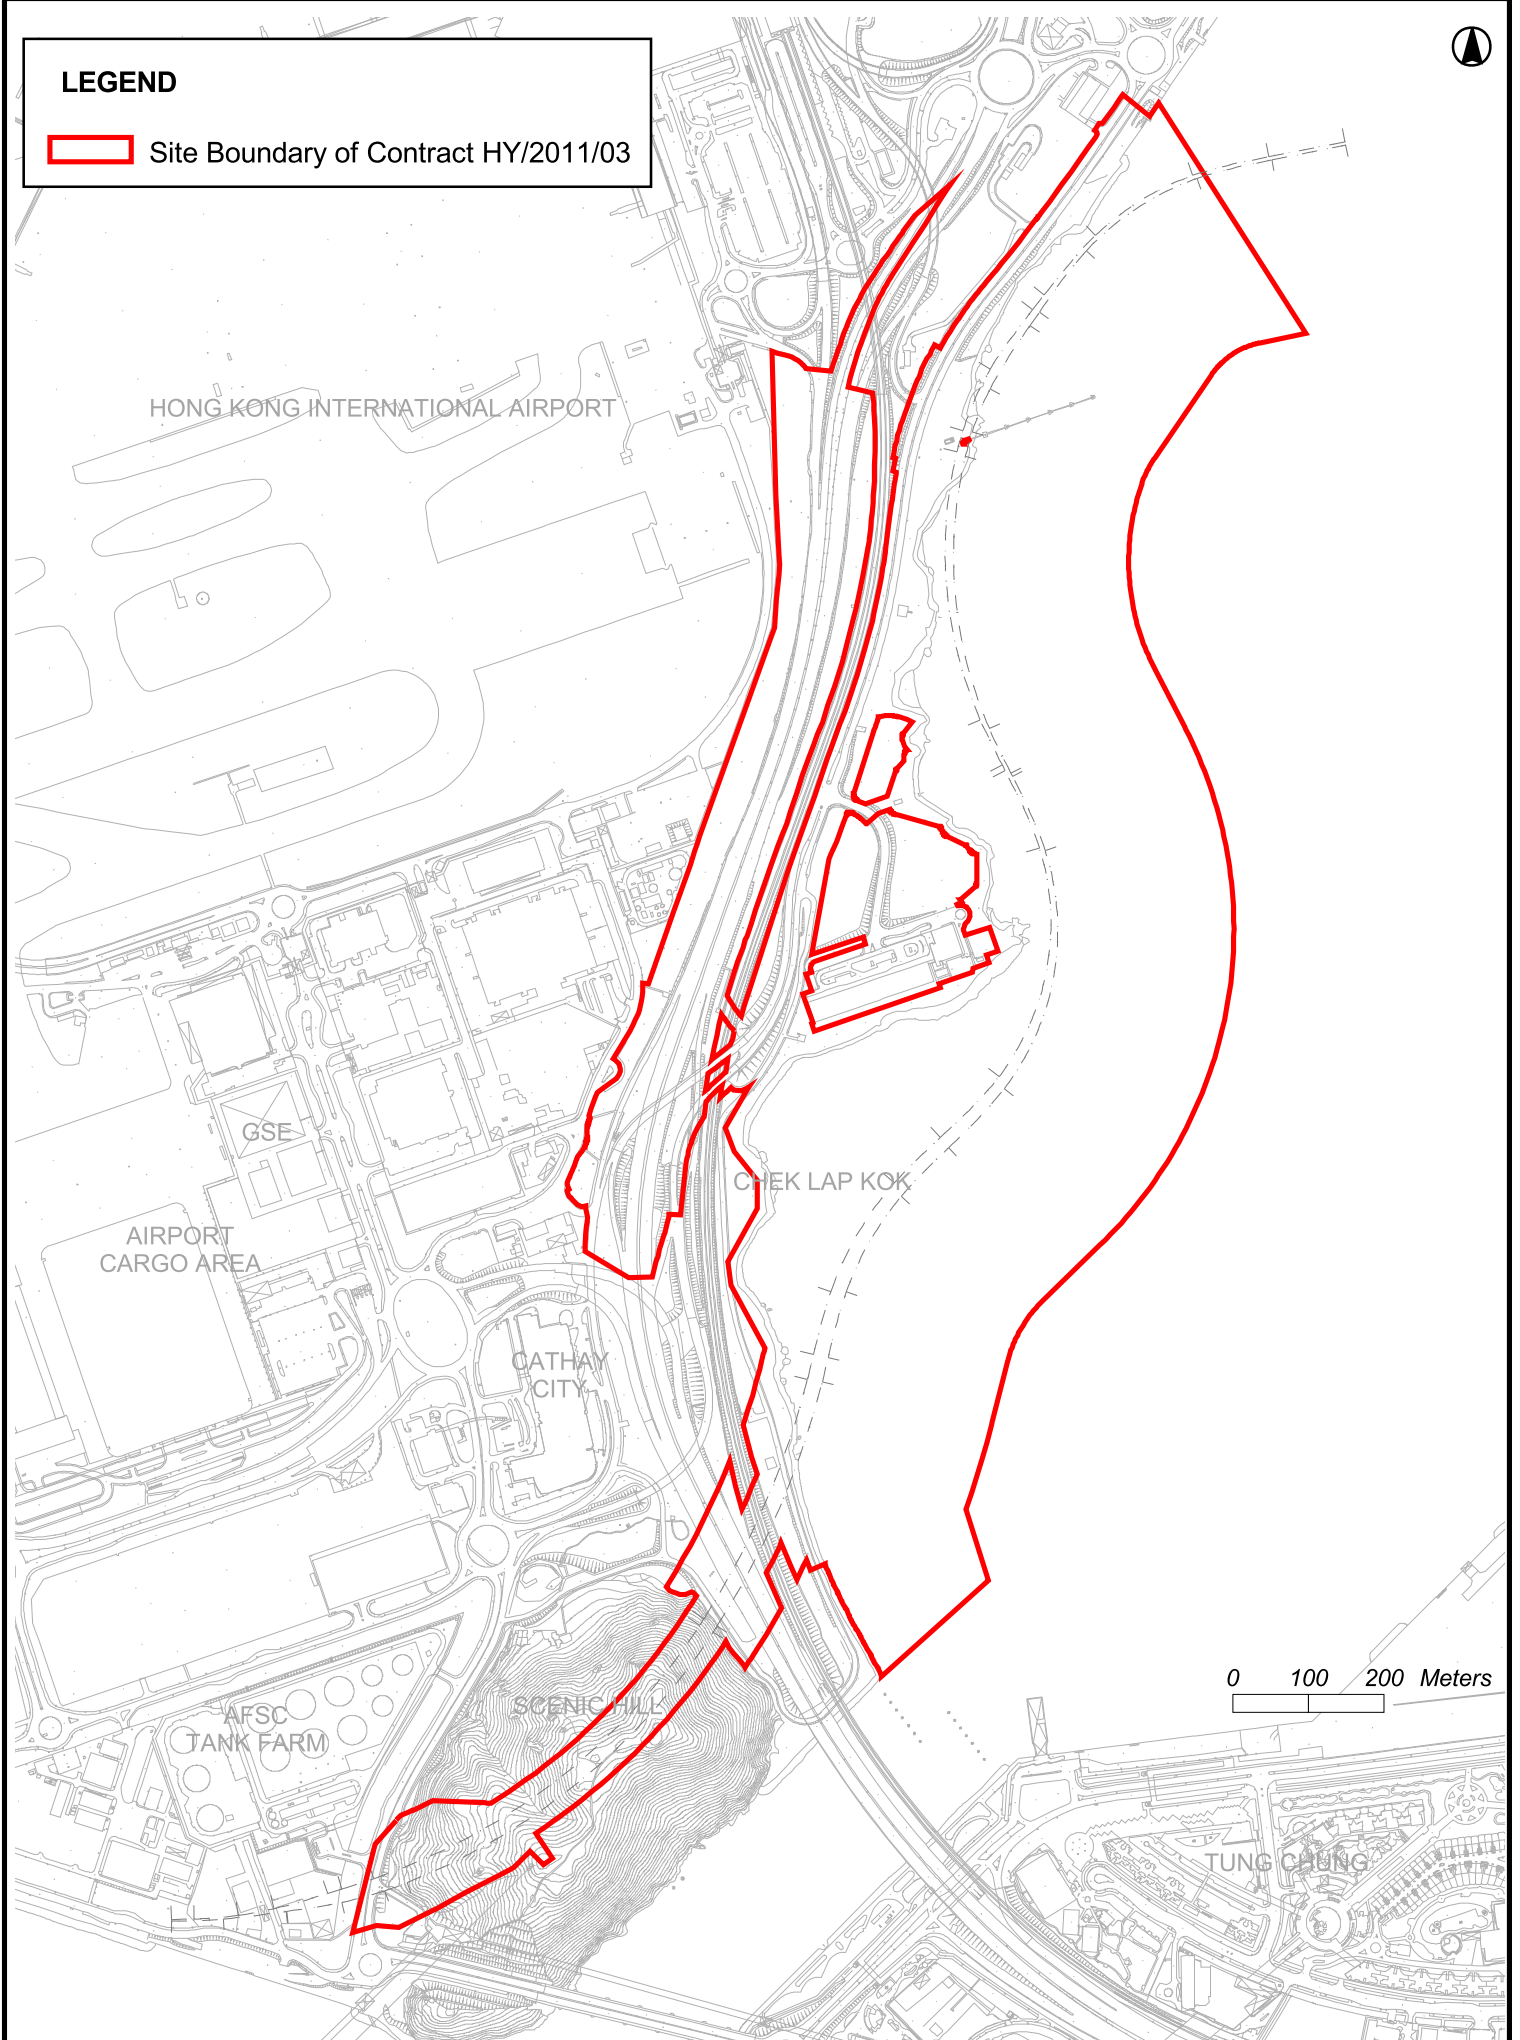 LEGEND
Site Boundary of Contract HY/2011/03
HONG KONG INTERNATIONAL AIRPORT
GSE
CHEK LAP KOK
AIRPORT
CARGO AREA
CATHAY
CITY
SCENIC HILL
AFSC
TANK FARM
0 100 200 Meters
TUNG CHUNG